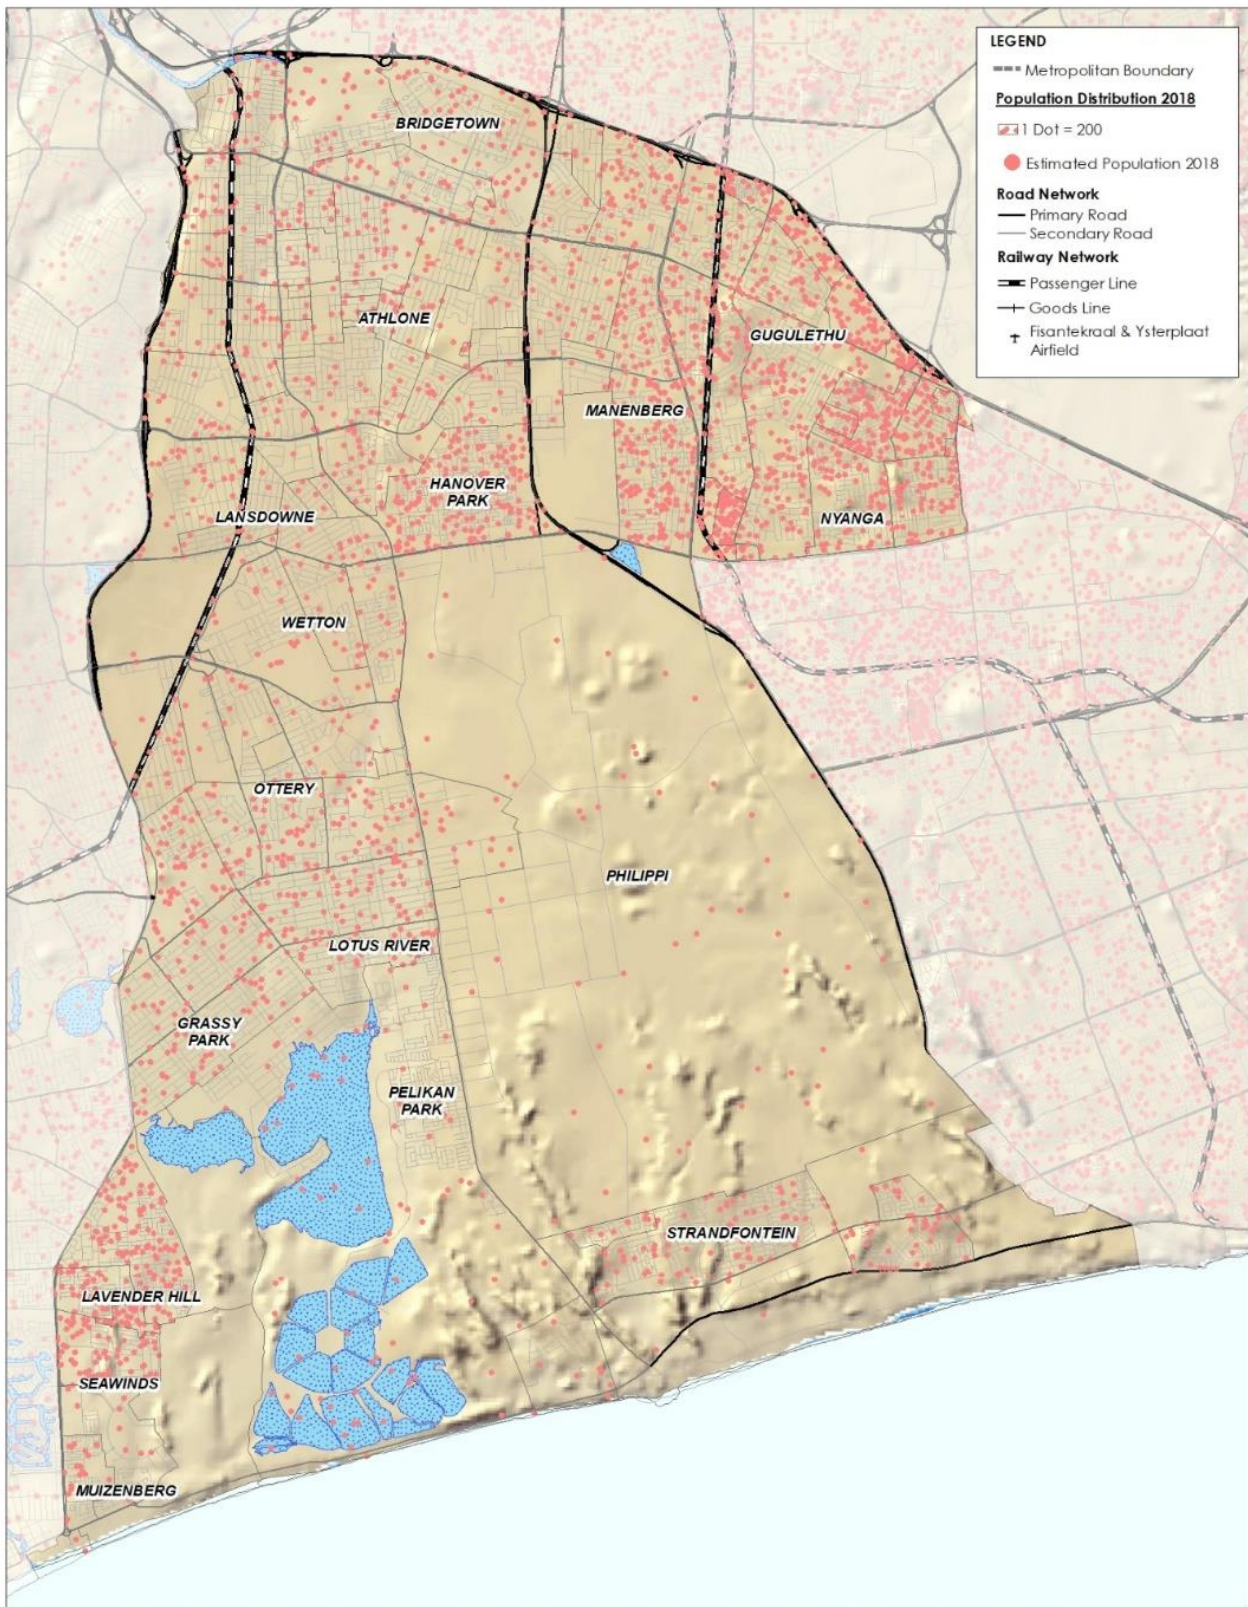 LEGEND
Metropolitan Boundary
Population Distribution 2018
1 Dot = 200
Estimated Population 2018
Road Network
Primary Road
Secondary Road
Railway Network
Passenger Line
Goods Line
Fisantekraal & Ysterplaat
Airfield
BRIDGETOWN
ATHLONE
GUGULETHU
MANENBERG
HANOVER
PARK
LANSDOWNE
NYANGA
WETTON
OTTERY
PHILIPPI
LOTUS RIVER
GRASSY
PARK
PELIKAN
PARK
STRANDFONTEIN
LAVENDER HILL
SEAWINDS
MUIZENBERG